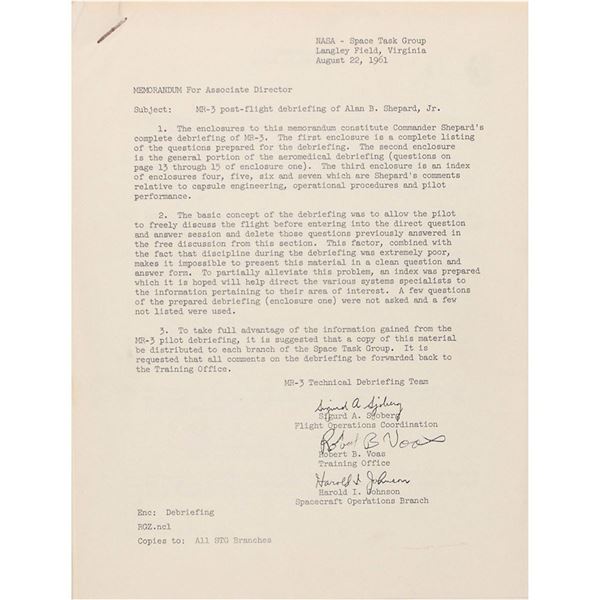 NASA - Space Task Group
Langley Field, Virginia
August 22, 1961
MEMORANDUM For Associate Director
Subject: MR-3 post-flight debriefing of Alan B. Shepard, Jr.
1. The enclosures to this memorandum constitute Commander Shepard's
complete debriefing of MR-3. The first enclosure is a complete listing
of the questions prepared for the debriefing. The second enclosure
is the general portion of the aeromedical debriefing (questions on
page 13 through 15 of enclosure one). The third enclosure is an index
of enclosures four, five, six and seven which are Shepard's comments
relative to capsule engineering, operational procedures and pilot
performance.
2. The basic concept of the debriefing was to allow the pilot
to freely discuss the flight before entering into the direct question
and answer session and delete those questions previously answered in
the free discussion from this section. This factor, combined with
the fact that discipline during the debriefing was extremely poor,
makes it impossible to present this material in a clean question and
answer form. To partially alleviate this problem, an index was prepared
which it is hoped will help direct the various systems specialists to
the information pertaining to their area of interest. A few questions
of the prepared debriefing (enclosure one) were not asked and a few
not listed were used.
3. To take full advantage of the information gained from the
MR-3 pilot debriefing, it is suggested that a copy of this material
be distributed to each branch of the Space Task Group. It is
requested that all comments on the debriefing be forwarded back to
the Training Office.
MR-3 Technical Debriefing Team
Sigurd A Sjoberg
Sigurd A. Sjoberg
Flight Operations Coordination
Robert B Voas
Robert B. Voas
Training Office
Harold I. Johnson
Harold I. Johnson
Spacecraft Operations Branch
Enc: Debriefing
RGZ.ncl
Copies to: All STG Branches